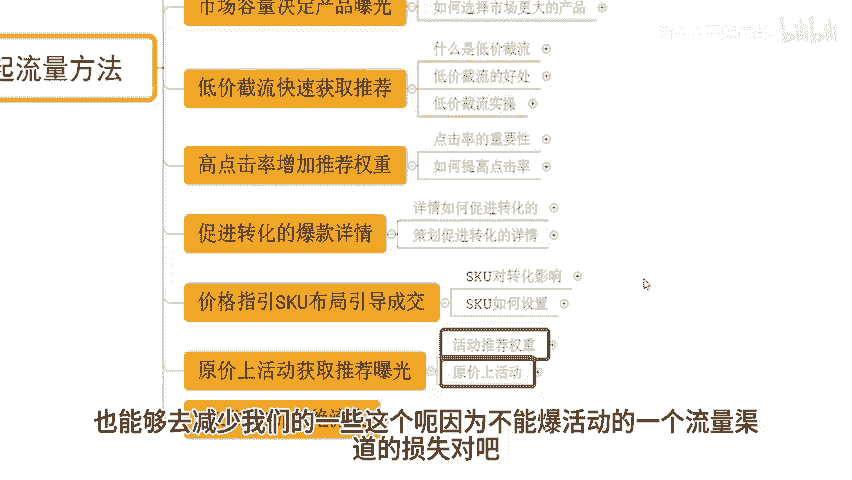 市场容量决定产品曝光
如何选择市场更大的产品
起流量方法
什么是低价截流
低价截流快速获取推荐
低价截流的好处
低价截流实操
点击率的重要性
高点击率增加推荐权重
如何提高点击率
详情如何促进转化的
促进转化的爆款详情
策划促进转化的详情
SKU对转化影响
价格指引SKU布局引导成交
SKU如何设置
活动推荐权重
原价上活动获取推荐曝光
原价上活动
也能够去减少我们的一些这个呃因为不能爆活动的一个流量渠
道的损失对吧